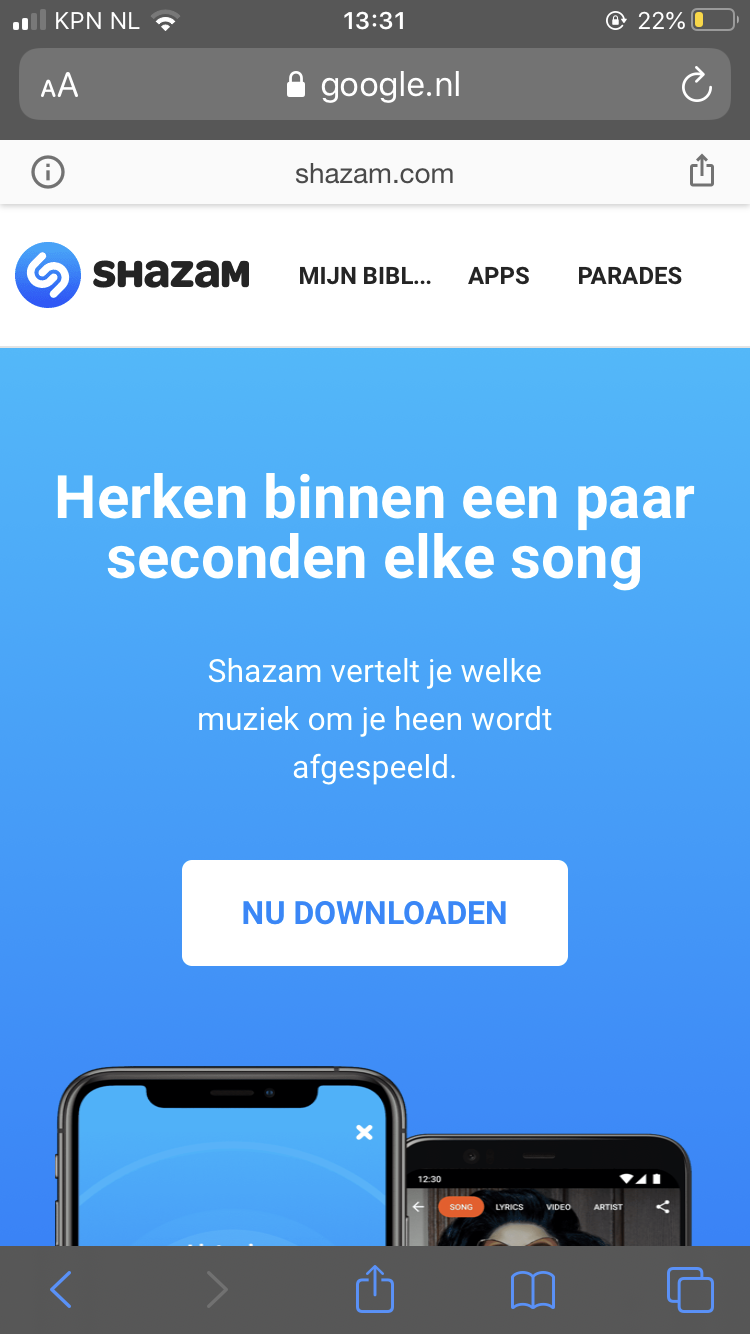 KPN NL 13:31 22%
AA google.nl
shazam.com
SHAZAM MIJN BIBL... APPS PARADES
Herken binnen een paar
seconden elke song
Shazam vertelt je welke
muziek om je heen wordt
afgespeeld.
NU DOWNLOADEN
12:30
SONG LYRICS VIDEO ARTIST